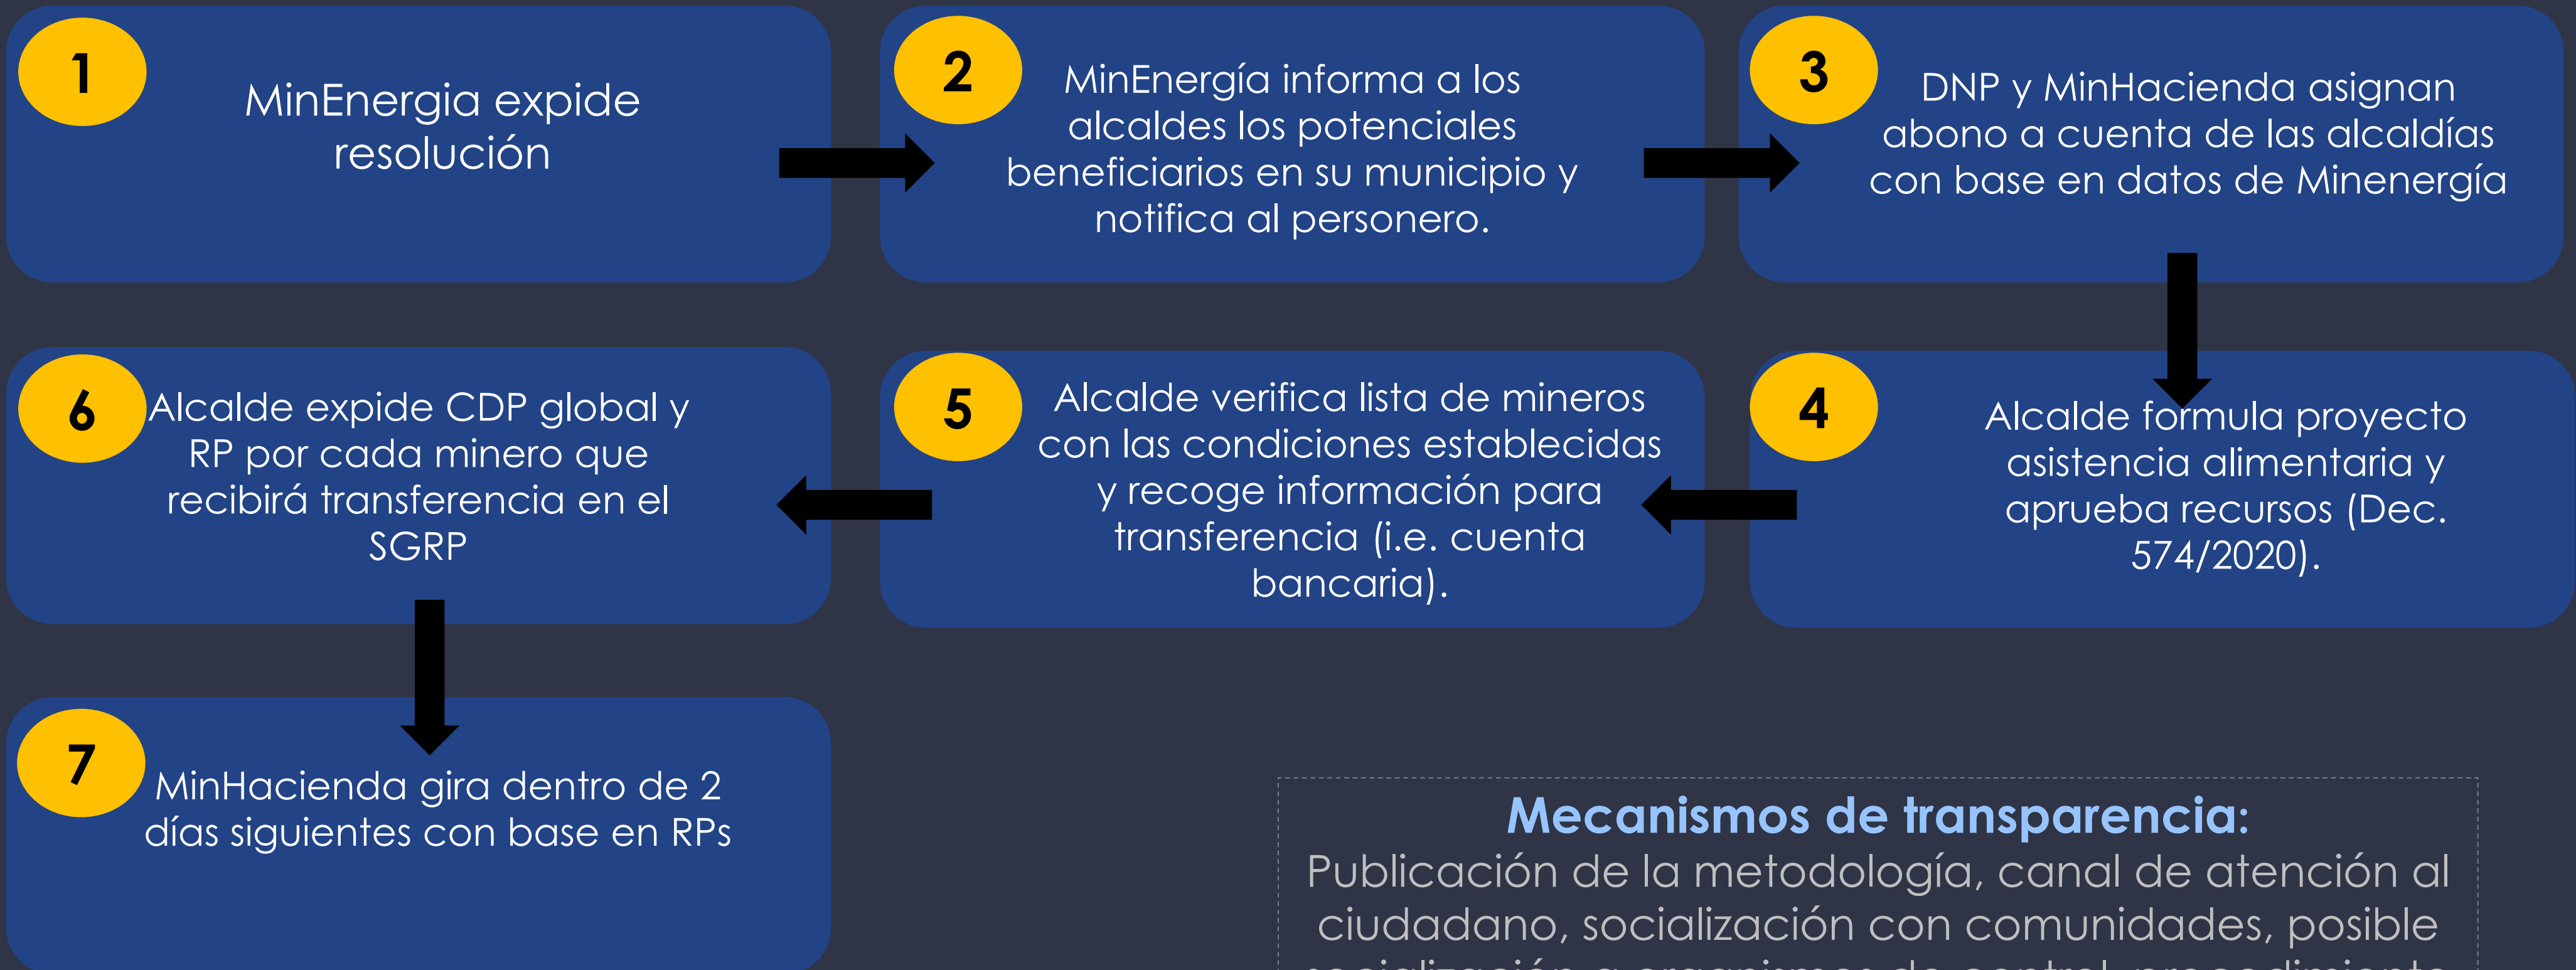 1
MinEnergia expide
resolución
2
MinEnergía informa a los
alcaldes los potenciales
beneficiarios en su municipio y
notifica al personero.
3
DNP y MinHacienda asignan
abono a cuenta de las alcaldías
con base en datos de Minenergía
4
Alcalde formula proyecto
asistencia alimentaria y
aprueba recursos (Dec.
574/2020).
5
Alcalde verifica lista de mineros
con las condiciones establecidas
y recoge información para
transferencia (i.e. cuenta
bancaria).
6
Alcalde expide CDP global y
RP por cada minero que
recibirá transferencia en el
SGRP
7
MinHacienda gira dentro de 2
días siguientes con base en RPs
Mecanismos de transparencia:
Publicación de la metodología, canal de atención al
ciudadano, socialización con comunidades, posible
socialización a organismos de control, procedimiento